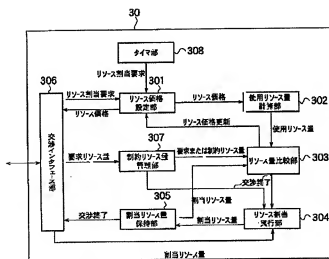 30
タイマ部
308
リソース割当要求
306
301
リソース割当要求
リソース価格
設定部
リソース価格
使用リソース量
計算部
302
リソース価格
307
リソース価格更新
使用リソース量
交渉インタフェース部
要求リソース量
制約リソース量
管理部
要求または制約リソース量
リソース量比較部
303
305
割当リソース量
交渉終了
交渉終了
割当リソース量
保持部
割当リソース量
リソース割当
実行部
304
割当リソース量